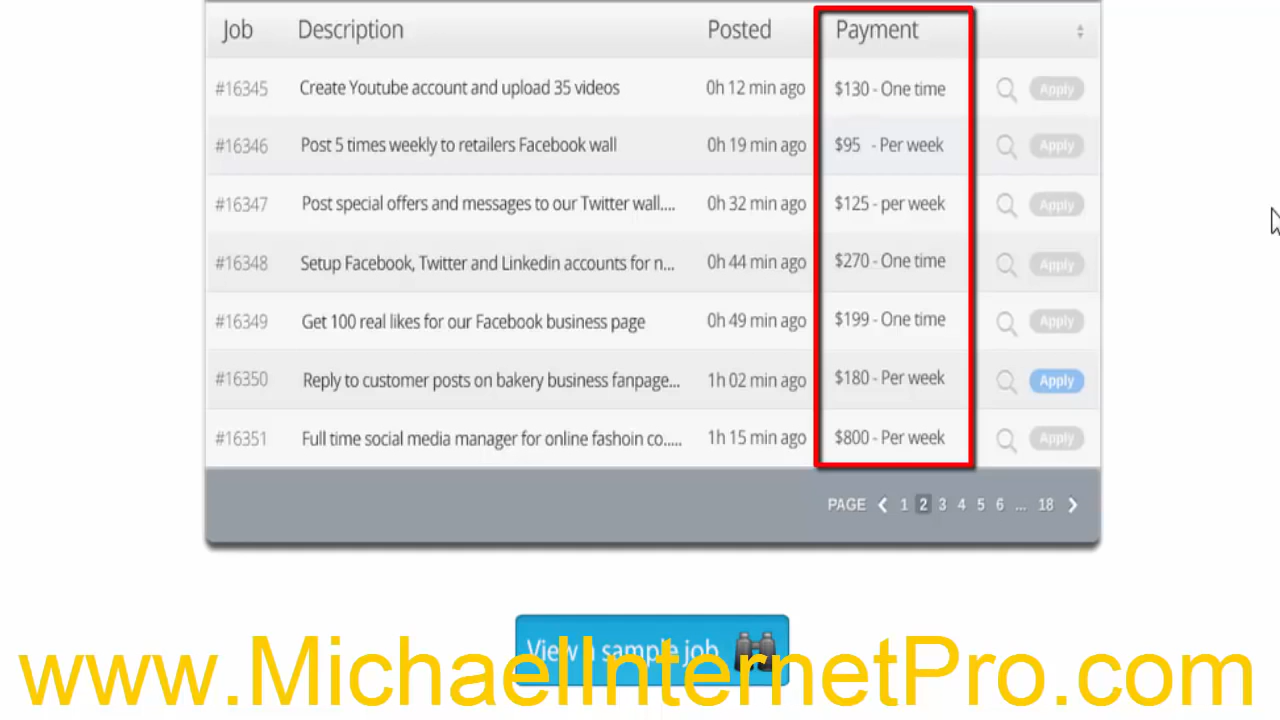 Job Description Posted Payment
#16345 Create Youtube account and upload 35 videos 0h 12 min ago $130 - One time Apply
#16346 Post 5 times weekly to retailers Facebook wall 0h 19 min ago $95 - Per week Apply
#16347 Post special offers and messages to our Twitter wall.... 0h 32 min ago $125 - per week Apply
#16348 Setup Facebook, Twitter and Linkedin accounts for n... 0h 44 min ago $270 - One time Apply
#16349 Get 100 real likes for our Facebook business page 0h 49 min ago $199 - One time Apply
#16350 Reply to customer posts on bakery business fanpage... 1h 02 min ago $180 - Per week Apply
#16351 Full time social media manager for online fashoin co..... 1h 15 min ago $800 - Per week Apply
PAGE 1 2 3 4 5 6 ... 18
View a sample job
www.MichaelInternetPro.com